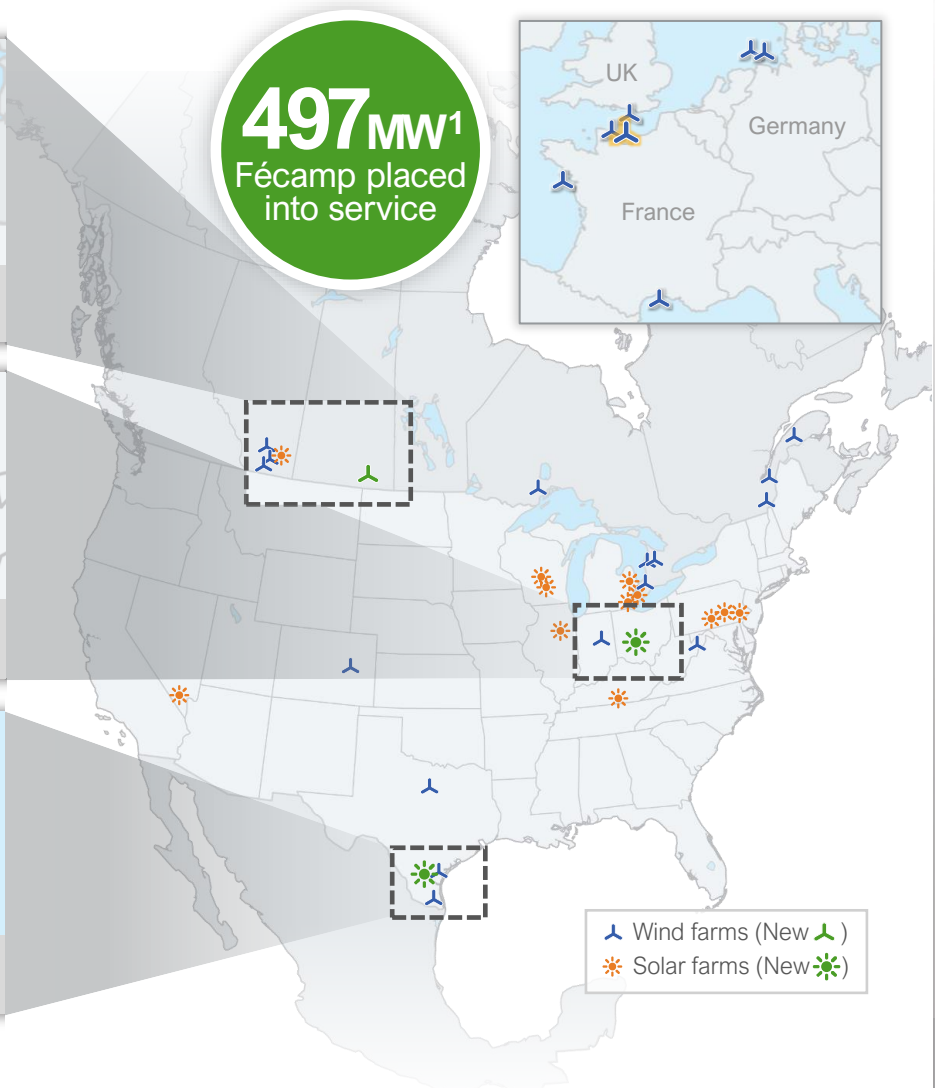 497MW¹
Fécamp placed
into service
UK
Germany
France
Wind farms (New )
Solar farms (New )